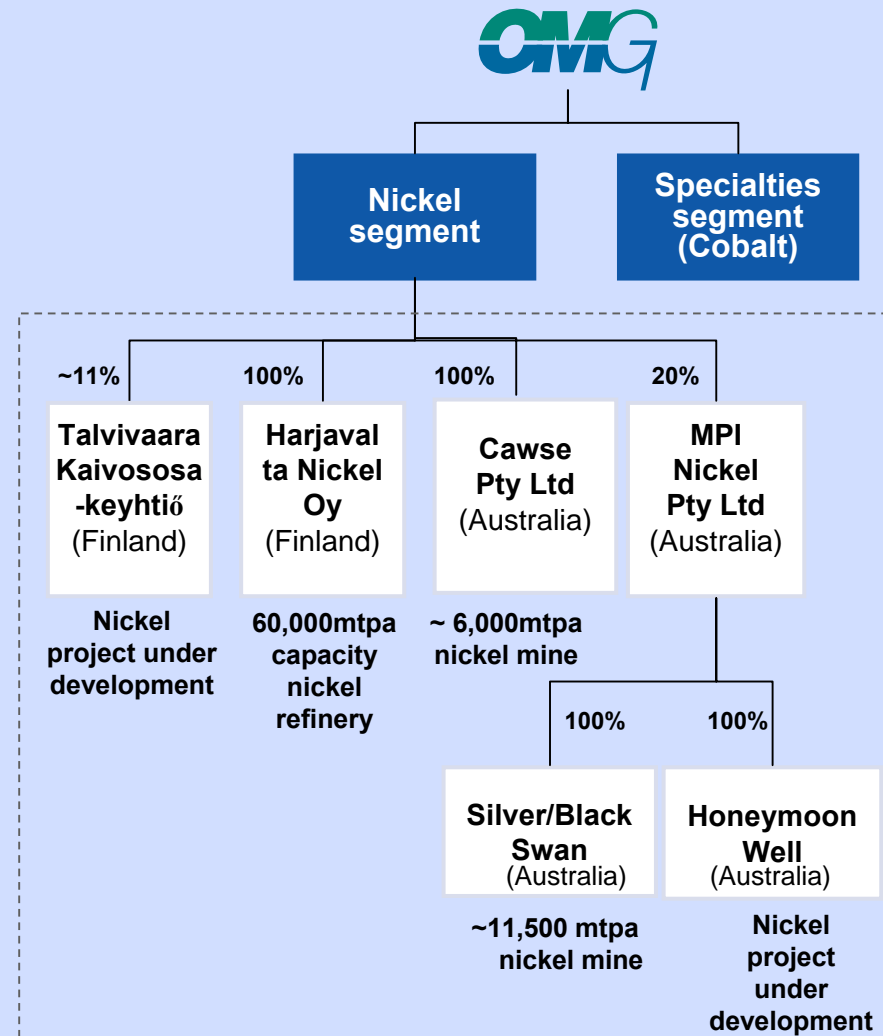 OMG
Nickel
segment
Specialties
segment
(Cobalt)
~11%
100%
100%
20%
Talvivaara
Kaivososa
-keyhtiő
(Finland)
Harjaval
ta Nickel
Oy
(Finland)
Cawse
Pty Ltd
(Australia)
MPI
Nickel
Pty Ltd
(Australia)
Nickel
project under
development
60,000mtpa
capacity
nickel
refinery
~ 6,000mtpa
nickel mine
100%
100%
Silver/Black
Swan
(Australia)
Honeymoon
Well
(Australia)
~11,500 mtpa
nickel mine
Nickel
project
under
development